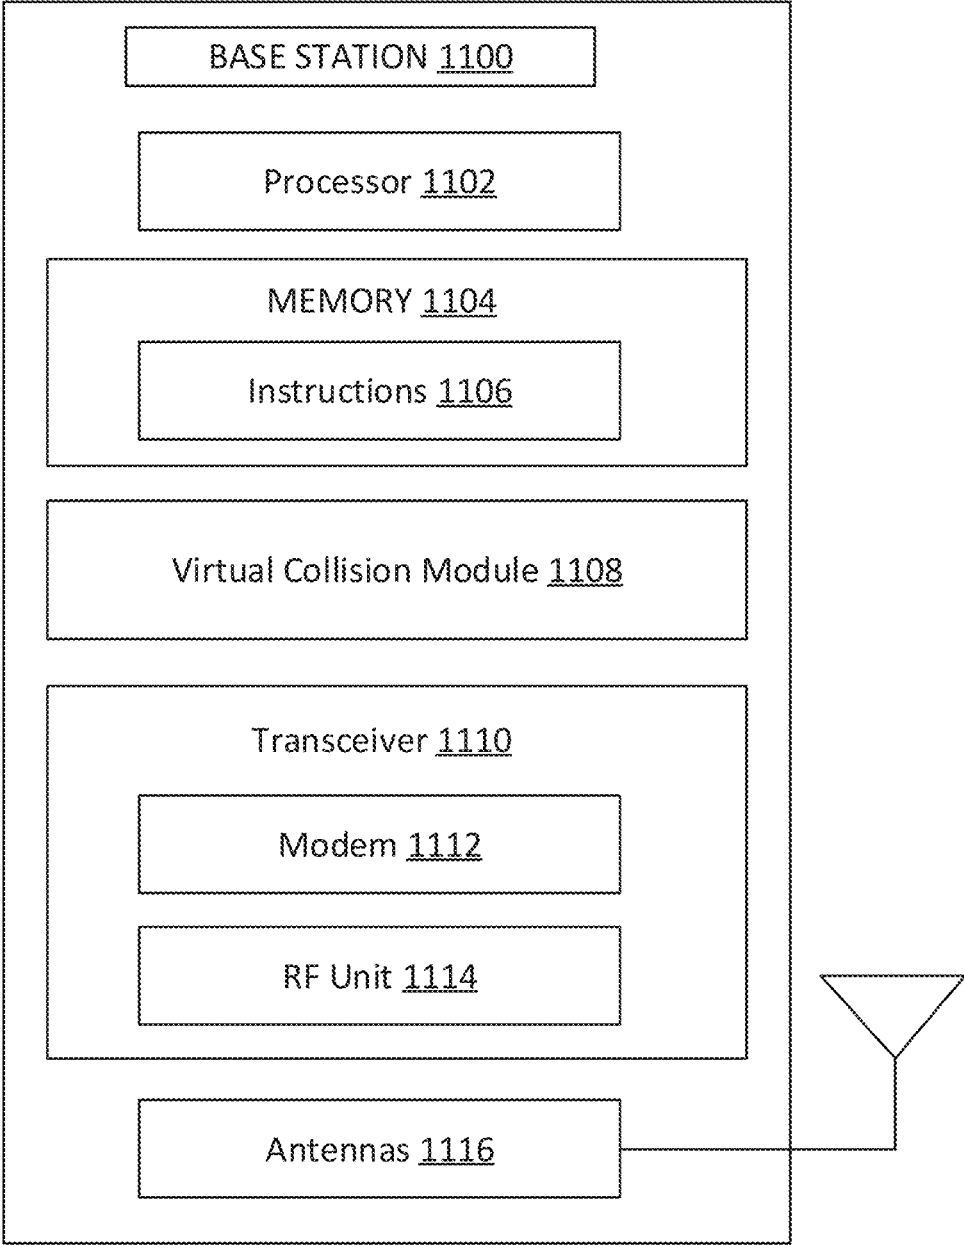 BASE STATION 1100
Processor 1102
MEMORY 1104
Instructions 1106
Virtual Collision Module 1108
Transceiver 1110
Modem 1112
RF Unit 1114
Antennas 1116